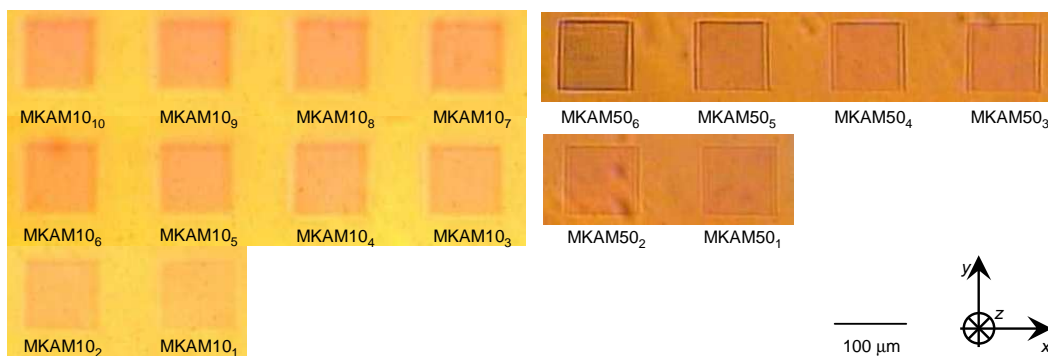 MKAM10₁₀ MKAM10₉ MKAM10₈ MKAM10₇
MKAM10₆ MKAM10₅ MKAM10₄ MKAM10₃
MKAM10₂ MKAM10₁
MKAM50₆ MKAM50₅ MKAM50₄ MKAM50₃
MKAM50₂ MKAM50₁
100 μm
y
z
x